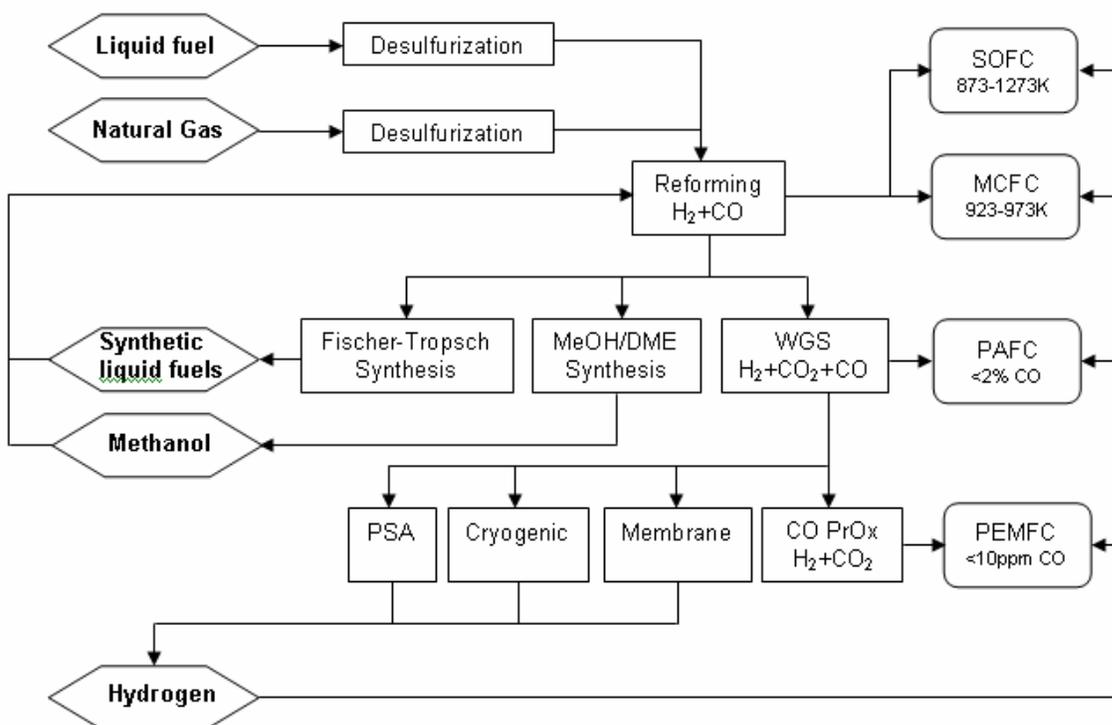 Liquid fuel
Desulfurization
SOFC
873-1273K
Natural Gas
Desulfurization
Reforming
H₂+CO
MCFC
923-973K
Synthetic
liquid fuels
Fischer-Tropsch
Synthesis
MeOH/DME
Synthesis
WGS
H₂+CO₂+CO
PAFC
<2% CO
Methanol
PSA
Cryogenic
Membrane
CO PrOx
H₂+CO₂
PEMFC
<10ppm CO
Hydrogen